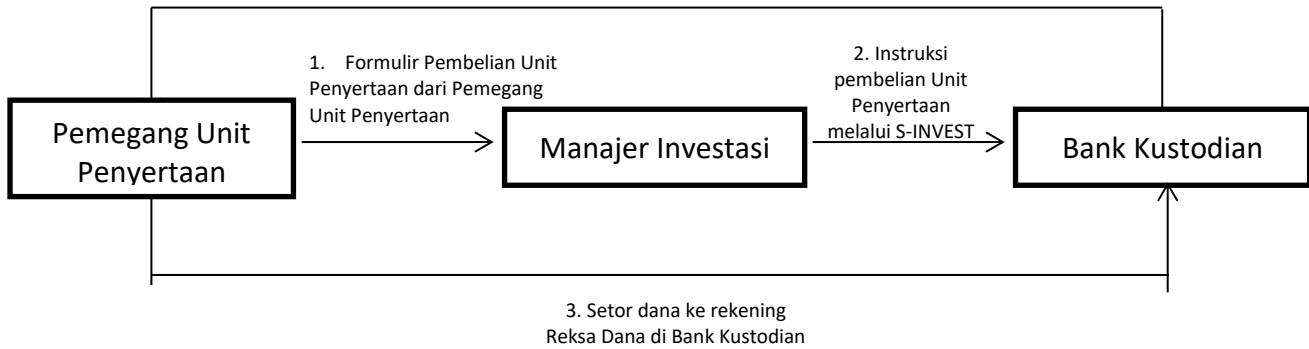 1. Formulir Pembelian Unit
Penyertaan dari Pemegang
Unit Penyertaan
2. Instruksi
pembelian Unit
Penyertaan
melalui S-INVEST
Pemegang Unit
Penyertaan
Manajer Investasi
Bank Kustodian
3. Setor dana ke rekening
Reksa Dana di Bank Kustodian